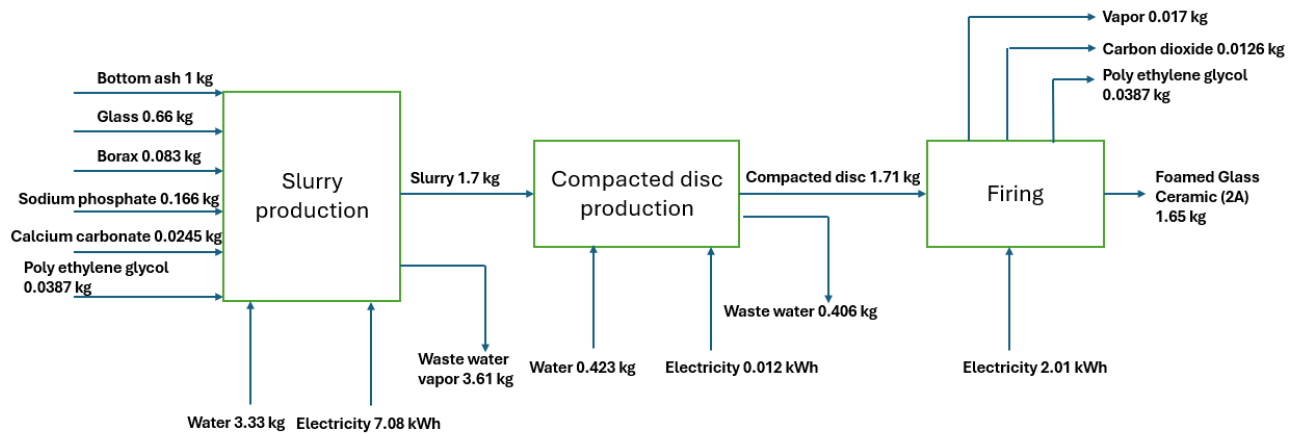 Vapor 0.017 kg
Carbon dioxide 0.0126 kg
Poly ethylene glycol
0.0387 kg
Bottom ash 1 kg
Glass 0.66 kg
Borax 0.083 kg
Sodium phosphate 0.166 kg
Calcium carbonate 0.0245 kg
Poly ethylene glycol
0.0387 kg
Slurry
production
Slurry 1.7 kg
Compacted disc
production
Compacted disc 1.71 kg
Firing
Foamed Glass
Ceramic (2A)
1.65 kg
Waste water
vapor 3.61 kg
Waste water 0.406 kg
Water 0.423 kg
Electricity 0.012 kWh
Electricity 2.01 kWh
Water 3.33 kg
Electricity 7.08 kWh